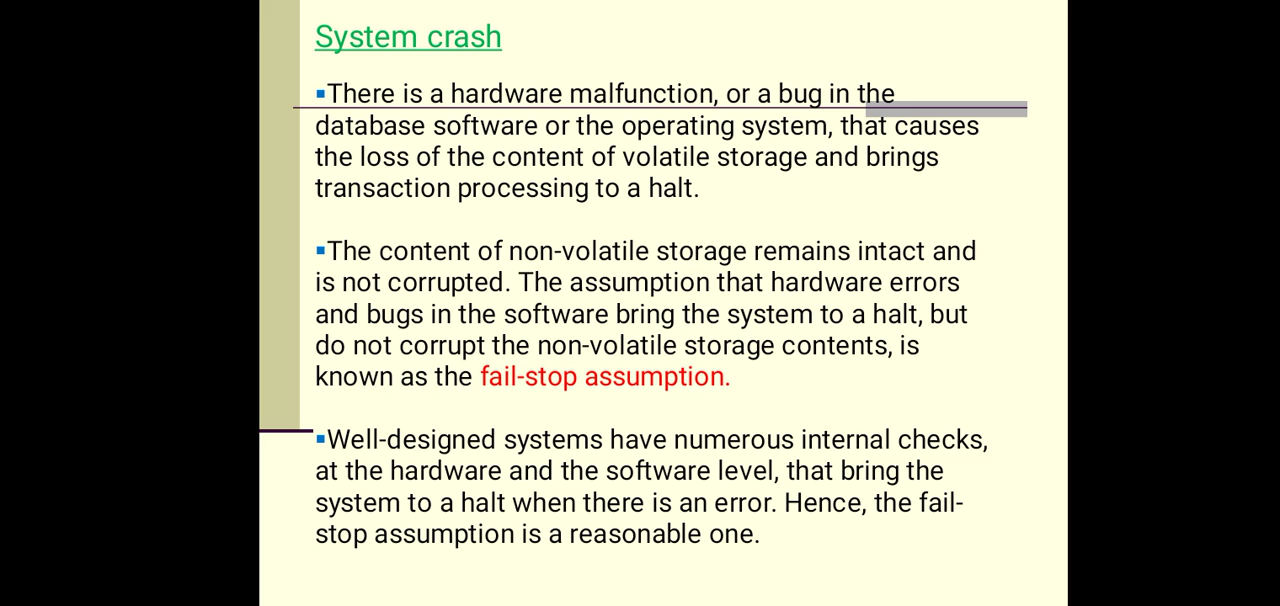 System crash
▪There is a hardware malfunction, or a bug in the
database software or the operating system, that causes
the loss of the content of volatile storage and brings
transaction processing to a halt.
▪The content of non-volatile storage remains intact and
is not corrupted. The assumption that hardware errors
and bugs in the software bring the system to a halt, but
do not corrupt the non-volatile storage contents, is
known as the fail-stop assumption.
▪Well-designed systems have numerous internal checks,
at the hardware and the software level, that bring the
system to a halt when there is an error. Hence, the fail-
stop assumption is a reasonable one.